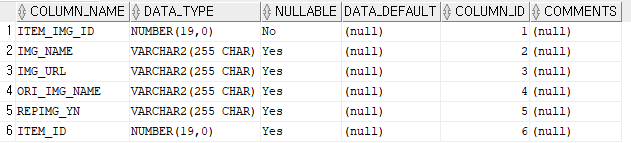 COLUMN_NAME DATA_TYPE NULLABLE DATA_DEFAULT COLUMN_ID COMMENTS
1 ITEM_IMG_ID NUMBER(19,0) No (null) 1 (null)
2 IMG_NAME VARCHAR2(255 CHAR) Yes (null) 2 (null)
3 IMG_URL VARCHAR2(255 CHAR) Yes (null) 3 (null)
4 ORI_IMG_NAME VARCHAR2(255 CHAR) Yes (null) 4 (null)
5 REPIMG_YN VARCHAR2(255 CHAR) Yes (null) 5 (null)
6 ITEM_ID NUMBER(19,0) Yes (null) 6 (null)